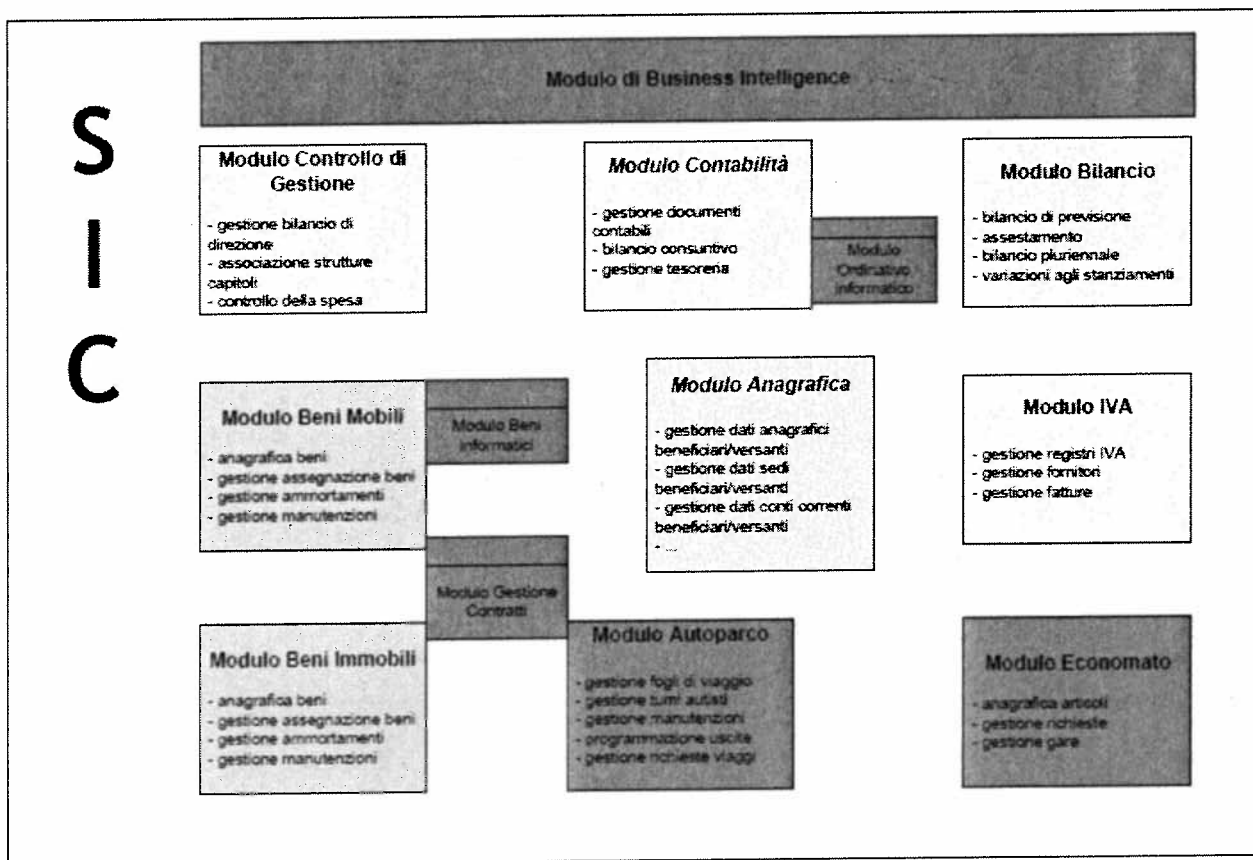 S
I
C
Modulo di Business Intelligence
Modulo Controllo di
Gestione
- gestione bilancio di
direzione
- associazione strutture
capitoli
- controllo della spesa
Modulo Contabilità
- gestione documenti
contabili
- bilancio consuntivo
- gestione tesoreria
Modulo
Ordinativo
informatico
Modulo Bilancio
- bilancio di previsione
- assestamento
- bilancio pluriennale
- variazioni agli stanziamenti
Modulo Beni Mobili
- anagrafica beni
- gestione assegnazione beni
- gestione ammortamenti
- gestione manutenzioni
Modulo Beni
Informatici
Modulo Anagrafica
- gestione dati anagrafici
beneficiari/versanti
- gestione dati sedi
beneficiari/versanti
- gestione dati conti correnti
beneficiari/versanti
- ...
Modulo IVA
- gestione registri IVA
- gestione fornitori
- gestione fatture
Modulo Gestione
Contratti
Modulo Beni Immobili
- anagrafica beni
- gestione assegnazione beni
- gestione ammortamenti
- gestione manutenzioni
Modulo Autoparco
- gestione fogli di viaggio
- gestione turni autisti
- gestione manutenzioni
- programmazione uscite
- gestione richieste viaggi
Modulo Economato
- anagrafica articoli
- gestione richieste
- gestione gare